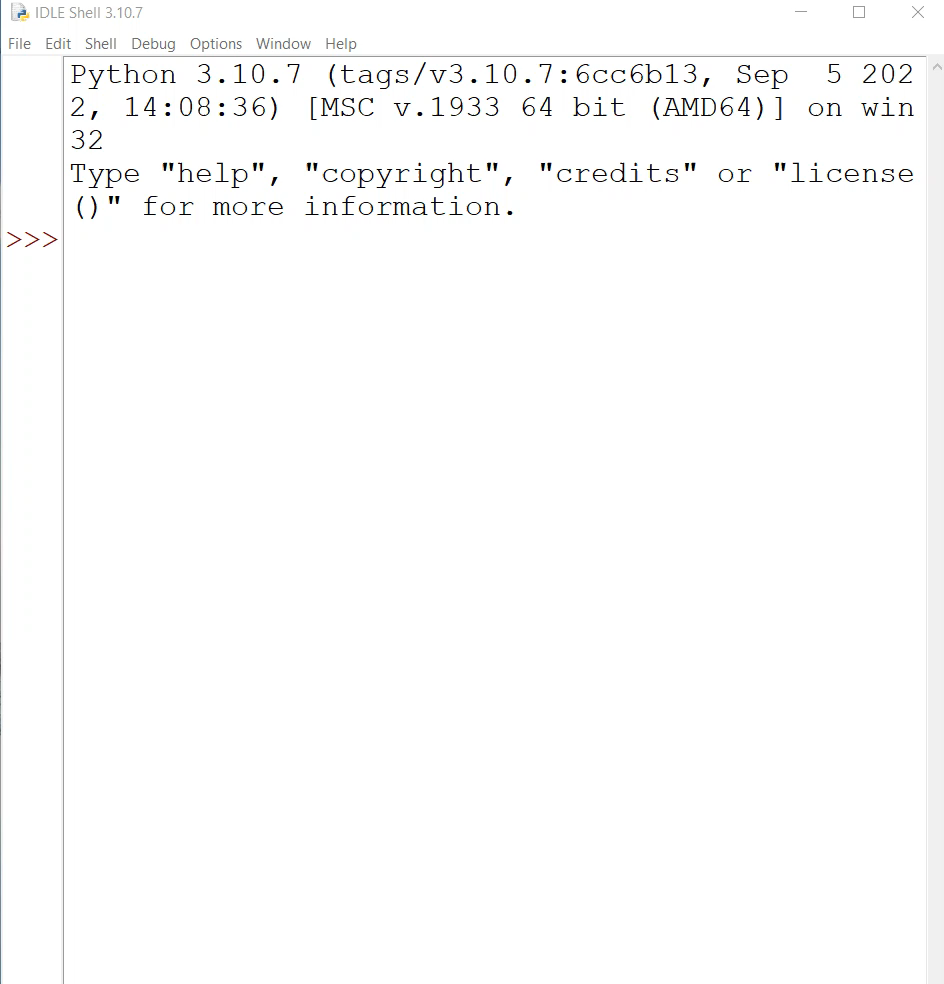 IDLE Shell 3.10.7
File Edit Shell Debug Options Window Help
Python 3.10.7 (tags/v3.10.7:6cc6b13, Sep  5 202
2, 14:08:36) [MSC v.1933 64 bit (AMD64)] on win
32
Type "help", "copyright", "credits" or "license
()" for more information.
>>>